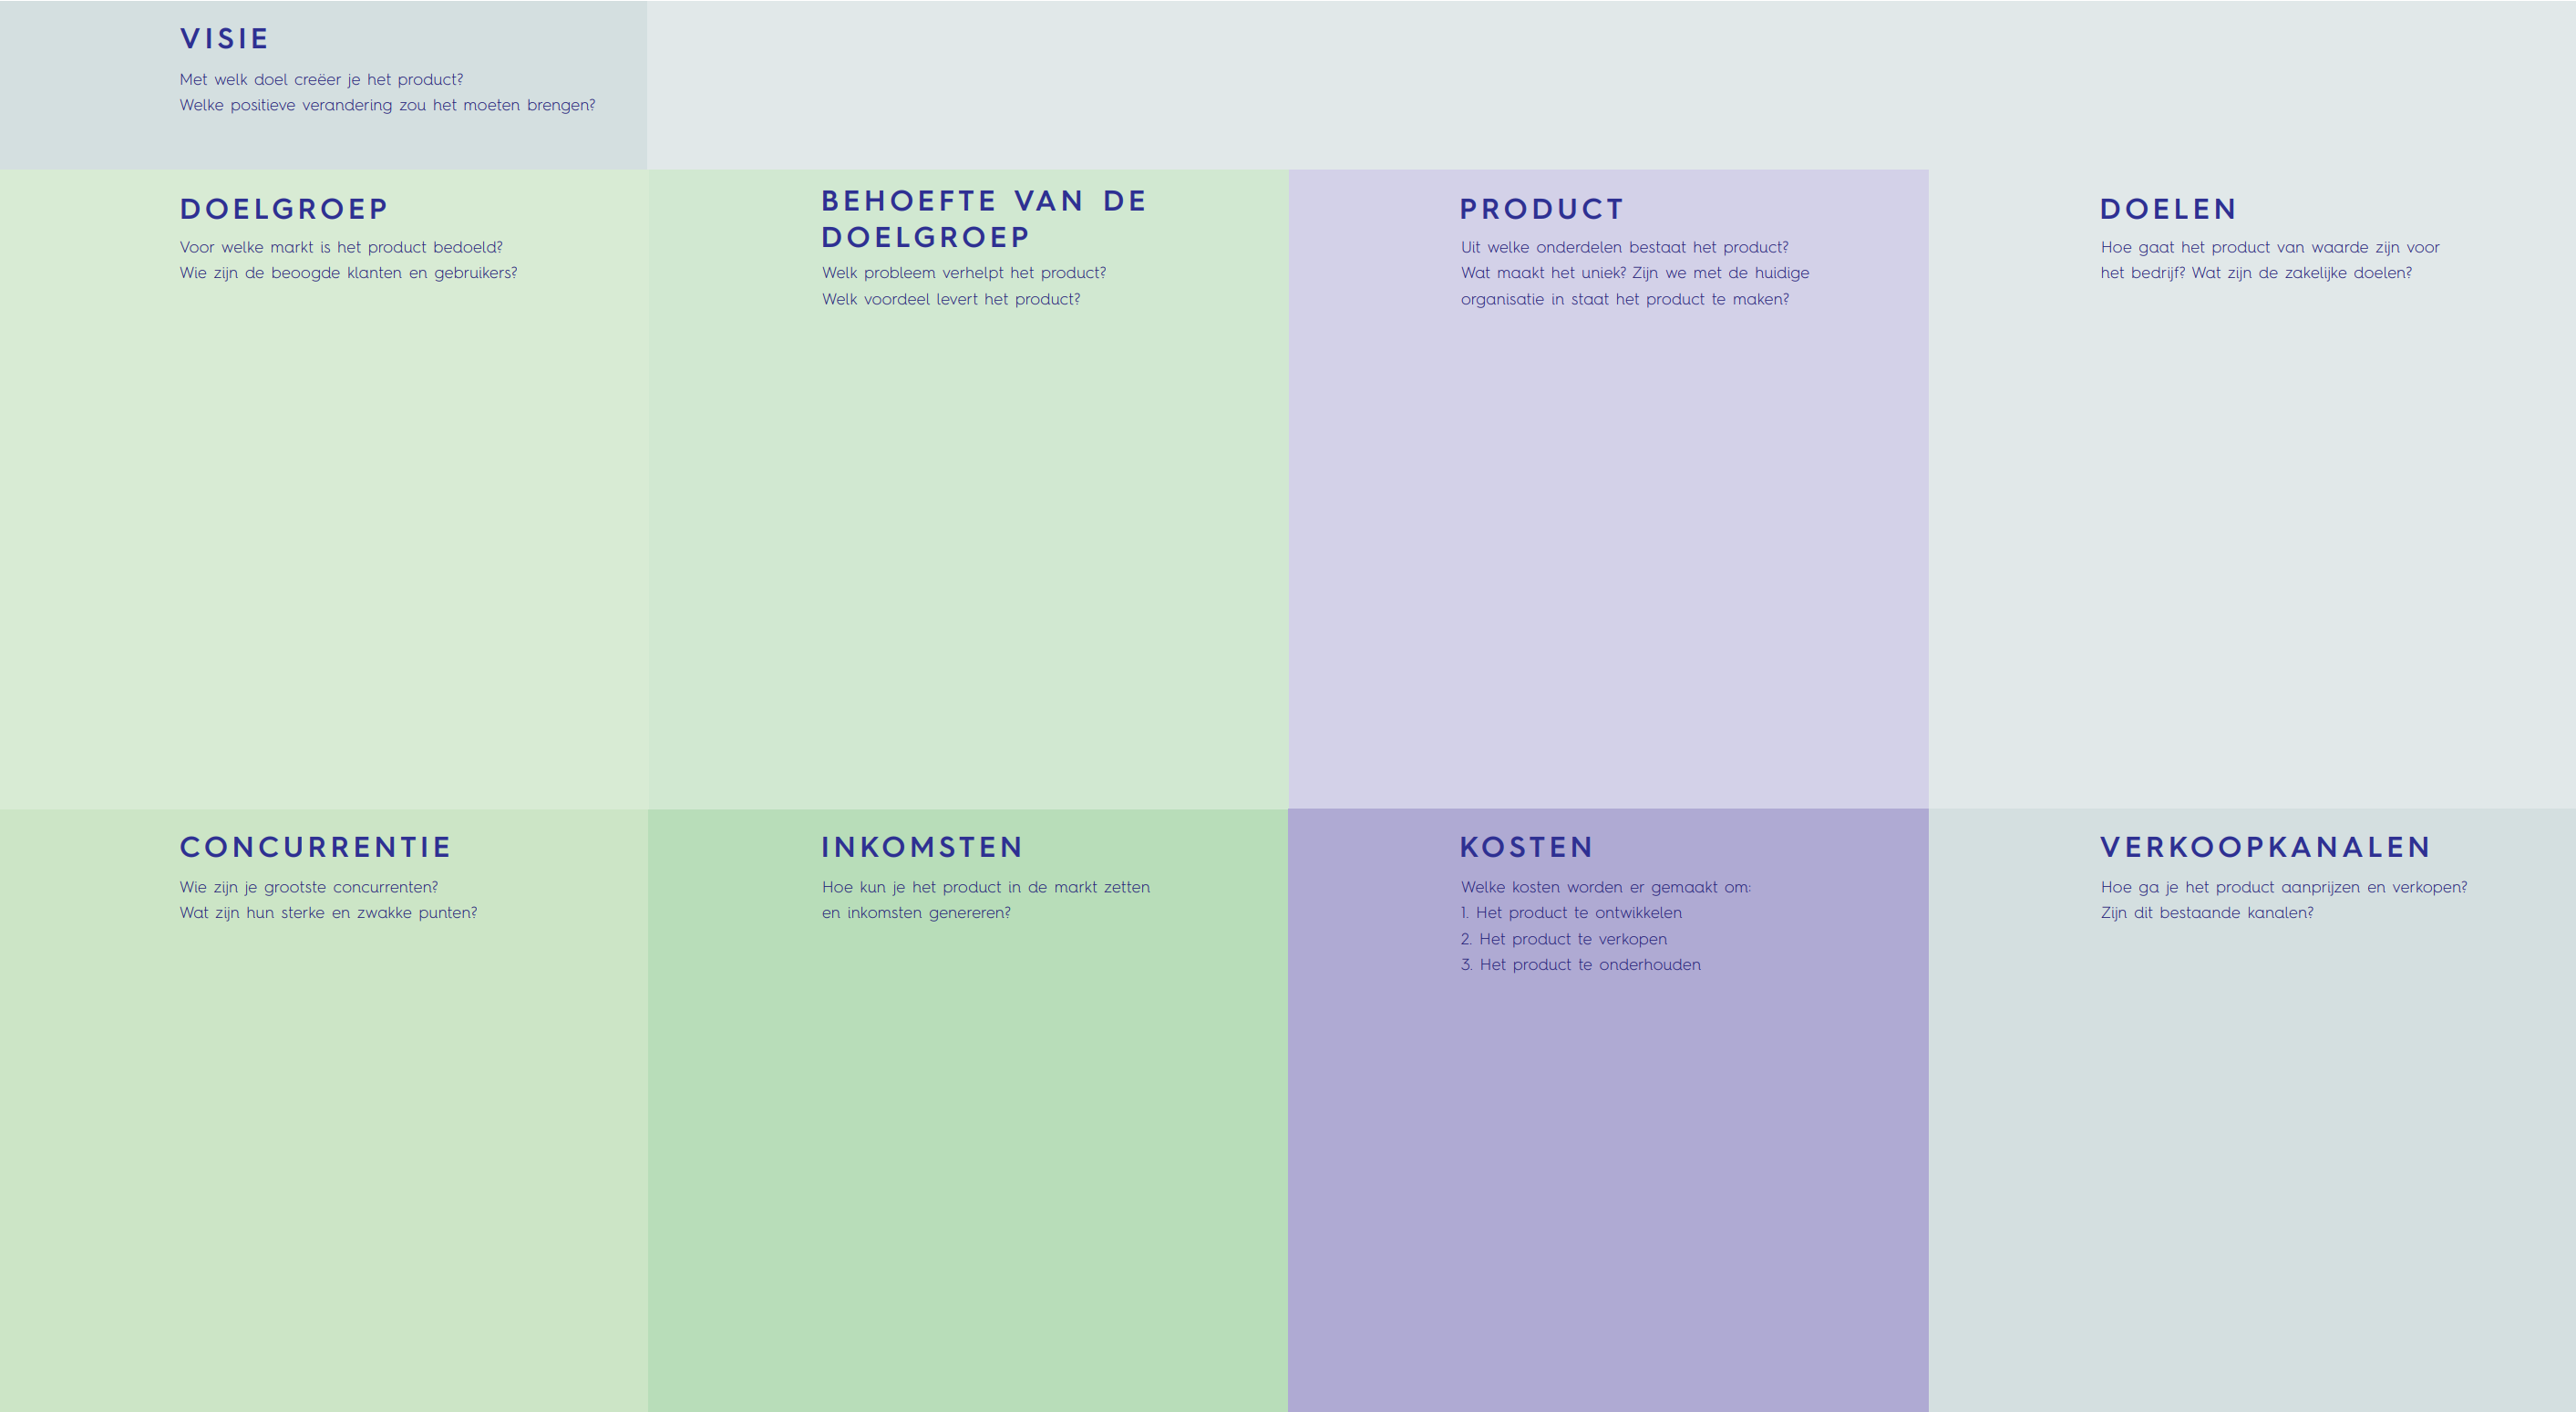 VISIE
Met welk doel creëer je het product?
Welke positieve verandering zou het moeten brengen?
DOELGROEP
Voor welke markt is het product bedoeld?
Wie zijn de beoogde klanten en gebruikers?
BEHOEFTE VAN DE
DOELGROEP
Welk probleem verhelpt het product?
Welk voordeel levert het product?
PRODUCT
Uit welke onderdelen bestaat het product?
Wat maakt het uniek? Zijn we met de huidige
organisatie in staat het product te maken?
DOELEN
Hoe gaat het product van waarde zijn voor
het bedrijf? Wat zijn de zakelijke doelen?
CONCURRENTIE
Wie zijn je grootste concurrenten?
Wat zijn hun sterke en zwakke punten?
INKOMSTEN
Hoe kun je het product in de markt zetten
en inkomsten genereren?
KOSTEN
Welke kosten worden er gemaakt om:
1. Het product te ontwikkelen
2. Het product te verkopen
3. Het product te onderhouden
VERKOOPKANALEN
Hoe ga je het product aanprijzen en verkopen?
Zijn dit bestaande kanalen?